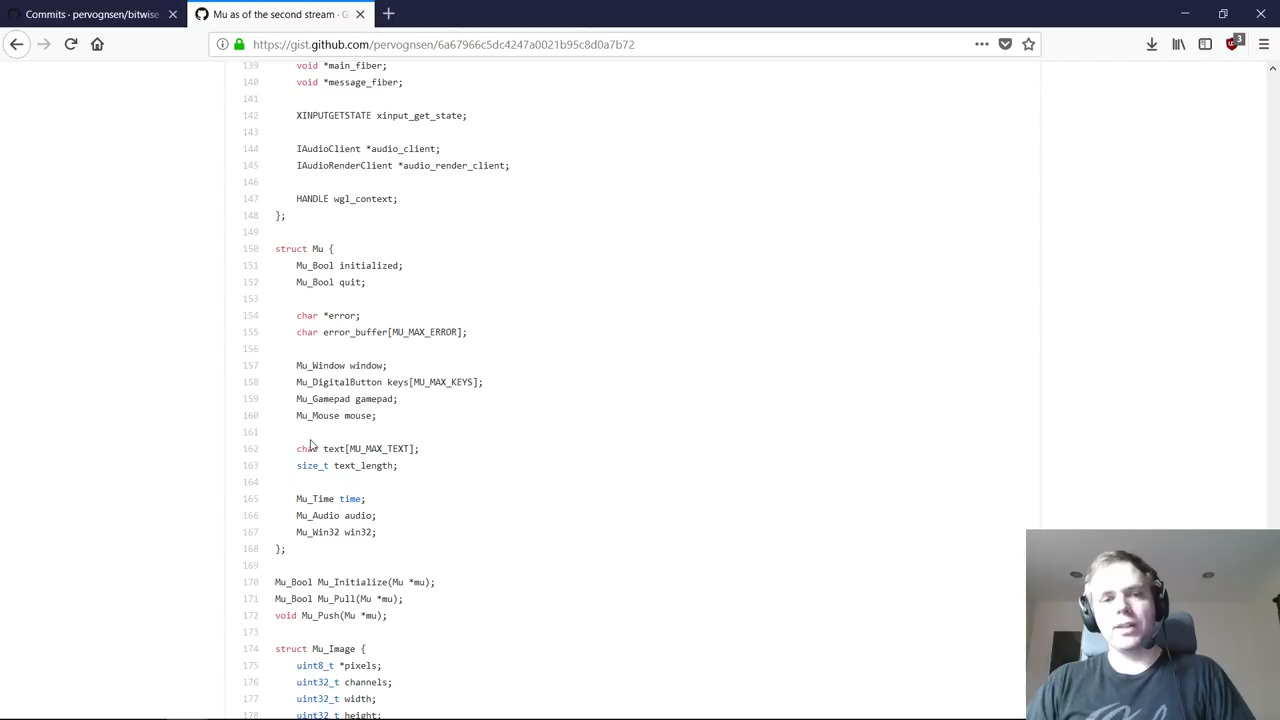 Commits · pervognsen/bitwise
Mu as of the second stream · G
https://gist.github.com/pervognsen/6a67966c5dc4247a0021b95c8d0a7b72
3
139 void *main_fiber;
140 void *message_fiber;
141
142 XINPUTGETSTATE xinput_get_state;
143
144 IAudioClient *audio_client;
145 IAudioRenderClient *audio_render_client;
146
147 HANDLE wgl_context;
148 };
149
150 struct Mu {
151 Mu_Bool initialized;
152 Mu_Bool quit;
153
154 char *error;
155 char error_buffer[MU_MAX_ERROR];
156
157 Mu_Window window;
158 Mu_DigitalButton keys[MU_MAX_KEYS];
159 Mu_Gamepad gamepad;
160 Mu_Mouse mouse;
161
162 char text[MU_MAX_TEXT];
163 size_t text_length;
164
165 Mu_Time time;
166 Mu_Audio audio;
167 Mu_Win32 win32;
168 };
169
170 Mu_Bool Mu_Initialize(Mu *mu);
171 Mu_Bool Mu_Pull(Mu *mu);
172 void Mu_Push(Mu *mu);
173
174 struct Mu_Image {
175 uint8_t *pixels;
176 uint32_t channels;
177 uint32_t width;
178 uint32_t height;